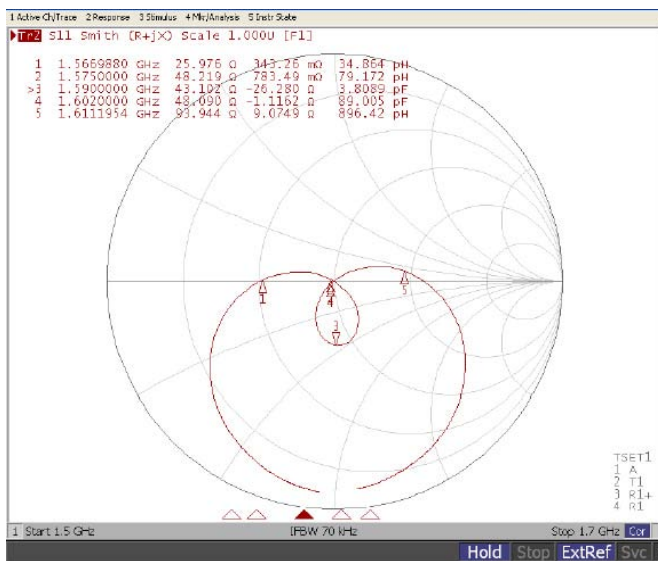 1 Active Ch/Trace 2 Response 3 Stimulus 4 Mkr/Analysis 5 Instr State
Tr2 S11 Smith (R+jX) Scale 1.000U [F1]
1 1.5669880 GHz 25.976 Ω 343.26 mΩ 34.864 pH
2 1.5750000 GHz 48.219 Ω 783.49 mΩ 79.172 pH
>3 1.5900000 GHz 43.102 Ω -26.280 Ω 3.8089 pF
4 1.6020000 GHz 48.090 Ω -1.1162 Ω 89.005 pF
5 1.6111954 GHz 93.944 Ω 9.0749 Ω 896.42 pH
1
4
5
3
TSET1
1 A
2 T1
3 R1+
4 R1
1 Start 1.5 GHz IFBW 70 kHz Stop 1.7 GHz Cor
Hold Stop ExtRef Svc